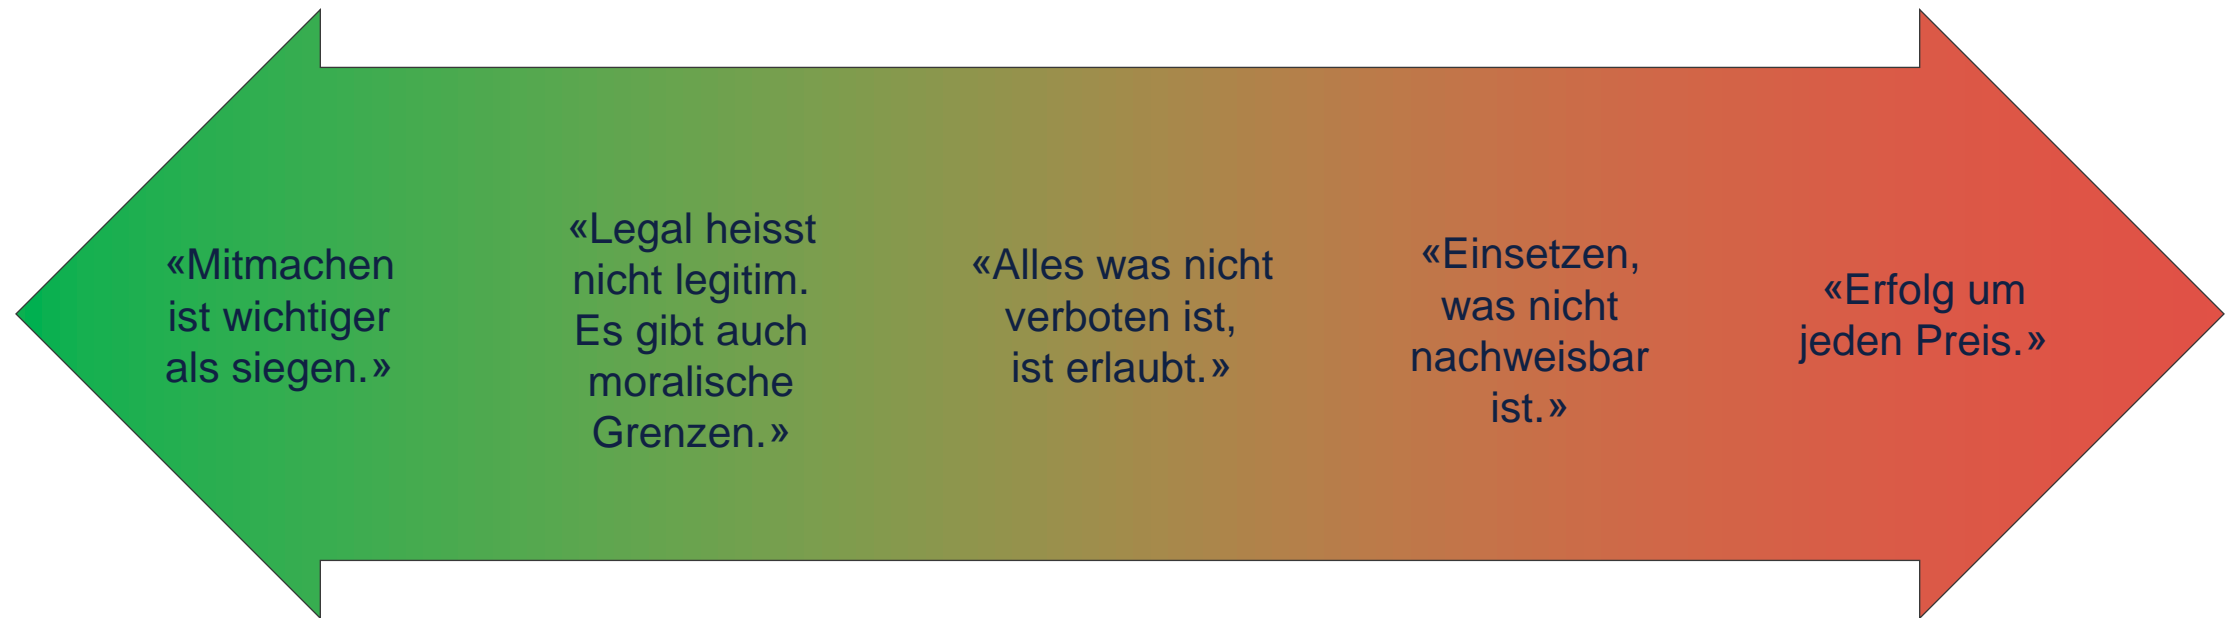 «Mitmachen
ist wichtiger
als siegen.»
«Legal heisst
nicht legitim.
Es gibt auch
moralische
Grenzen.»
«Alles was nicht
verboten ist,
ist erlaubt.»
«Einsetzen,
was nicht
nachweisbar
ist.»
«Erfolg um
jeden Preis.»